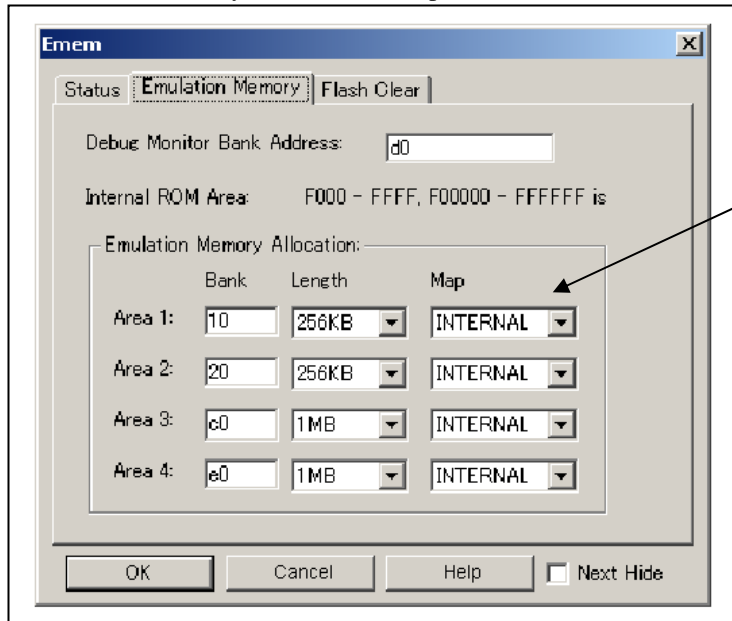 Emem
Status Emulation Memory Flash Clear
Debug Monitor Bank Address: d0
Internal ROM Area: F000 - FFFF, F00000 - FFFFFF is
Emulation Memory Allocation:
Bank Length Map
Area 1: 10 256KB INTERNAL
Area 2: 20 256KB INTERNAL
Area 3: c0 1MB INTERNAL
Area 4: e0 1MB INTERNAL
OK Cancel Help Next Hide